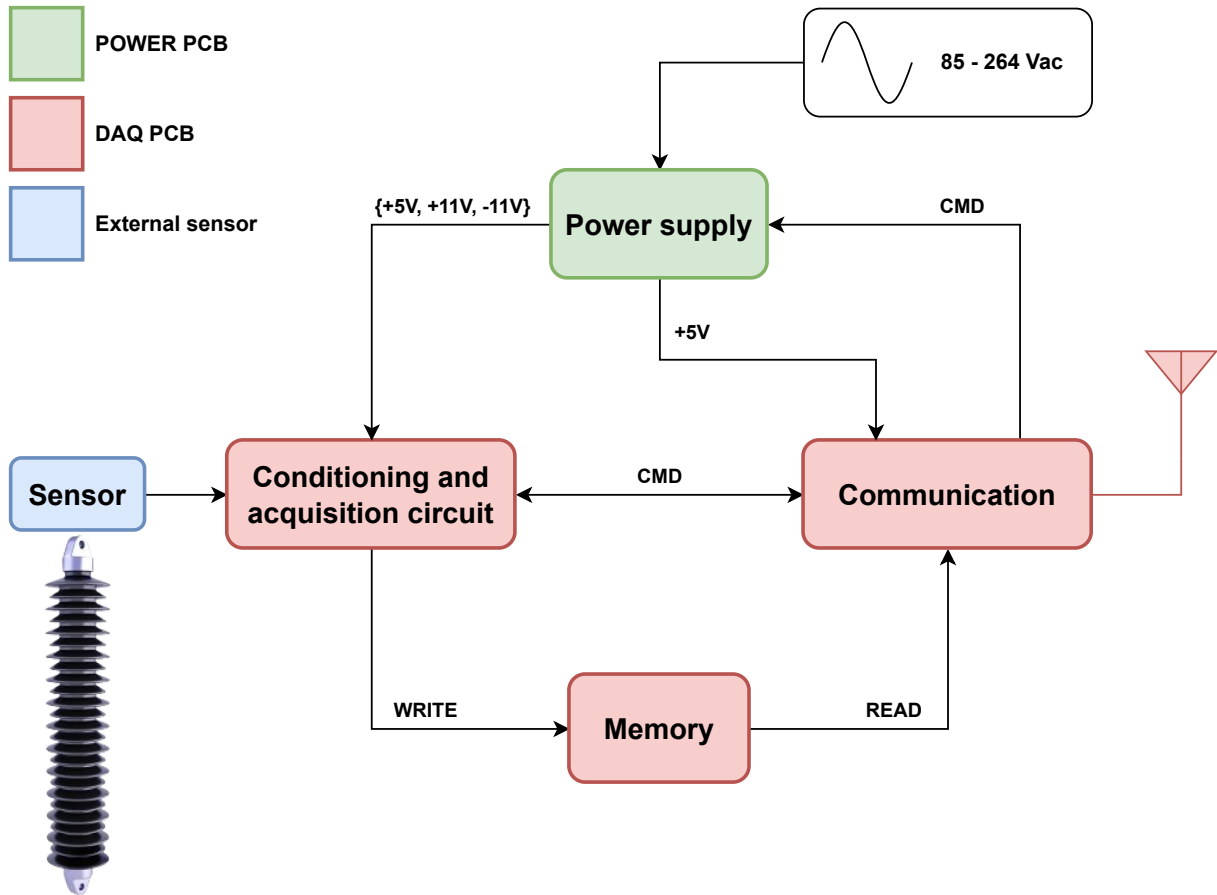 POWER PCB
85 - 264 Vac
DAQ PCB
External sensor
{+5V, +11V, -11V}
Power supply
CMD
+5V
Sensor
Conditioning and
acquisition circuit
CMD
Communication
WRITE
Memory
READ